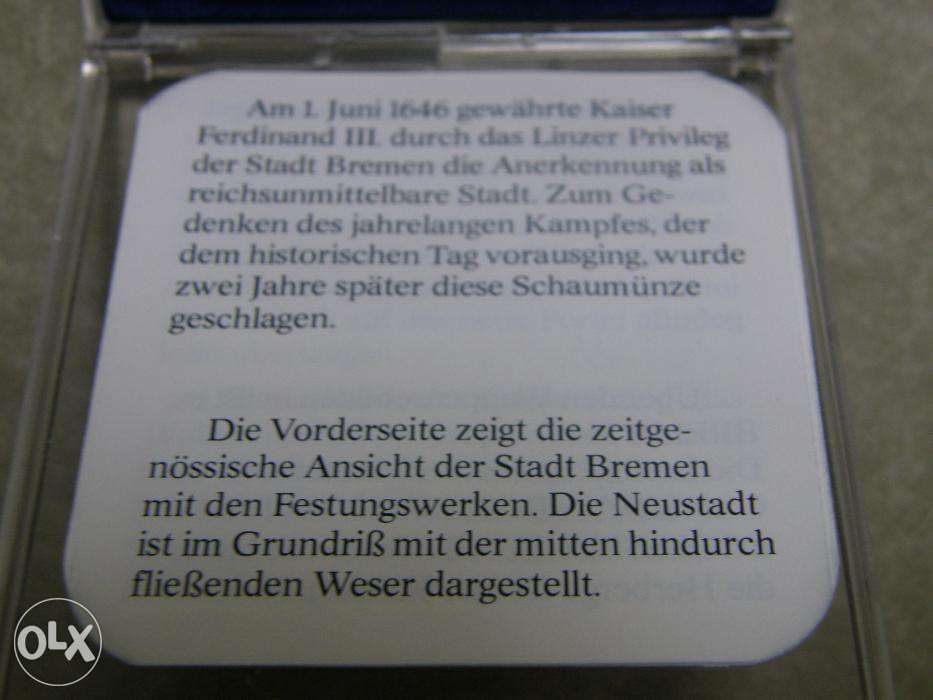 Am 1. Juni 1646 gewährte Kaiser
Ferdinand III. durch das Linzer Privileg
der Stadt Bremen die Anerkennung als
reichsunmittelbare Stadt. Zum Ge-
denken des jahrelangen Kampfes, der
dem historischen Tag vorausging, wurde
zwei Jahre später diese Schaumünze
geschlagen.
Die Vorderseite zeigt die zeitge-
nössische Ansicht der Stadt Bremen
mit den Festungswerken. Die Neustadt
ist im Grundriß mit der mitten hindurch
fließenden Weser dargestellt.
OLX